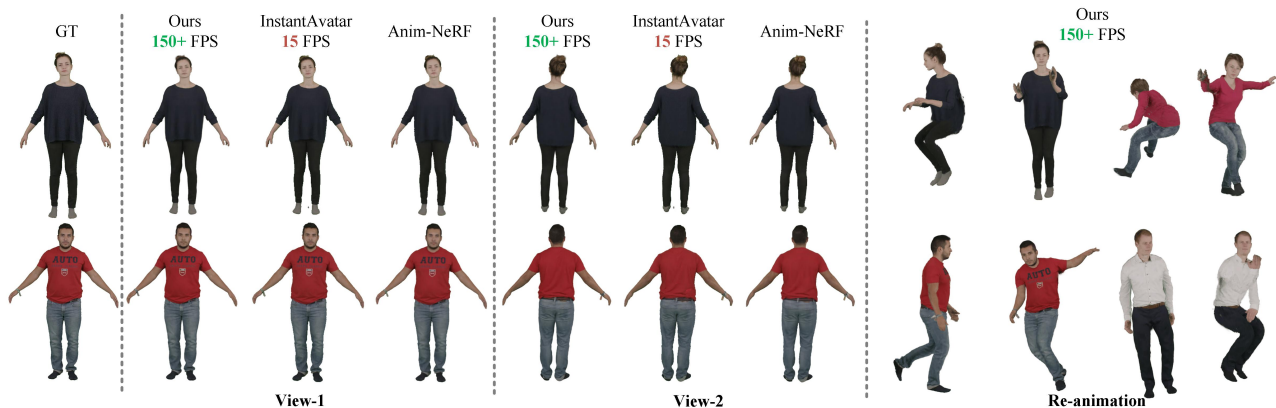 GT
Ours
150+ FPS
InstantAvatar
15 FPS
Anim-NeRF
Ours
150+ FPS
InstantAvatar
15 FPS
Anim-NeRF
Ours
150+ FPS
AUTO
AUTO
AUTO
AUTO
AUTO
View-1
View-2
Re-animation